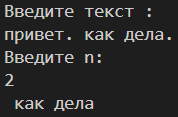 Введите текст :
привет. как дела.
Введите n:
2
 как дела